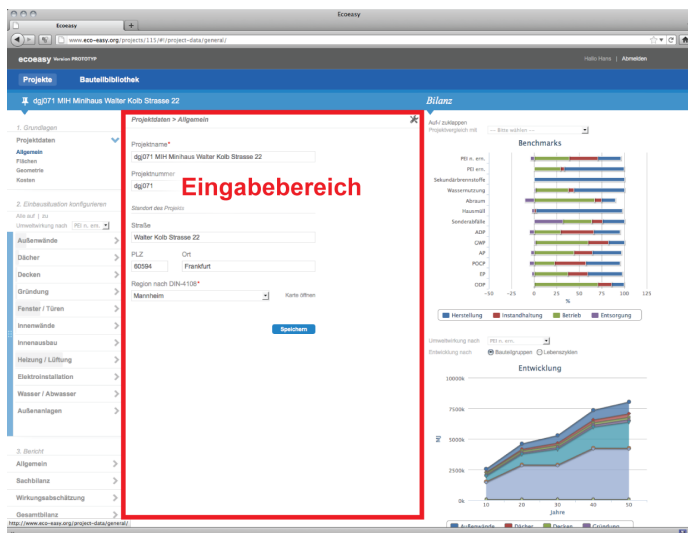 Ecoeasy
Ecoeasy
www.eco-easy.org/projects/115/#!/project-data/general/
ecoeasy Version PROTOTYP
Hello Hans | Abmelden
Projekte Bauteilbibliothek
dgj071 MIH Minihaus Walter Kolb Strasse 22
Bilanz
1. Grundlagen
Projektdaten
Allgemein
Flächen
Geometrie
Kosten
2. Einbausituation konfigurieren
Alle auf | zu
Umweltwirkung nach PEI n. ern.
Außenwände
Dächer
Decken
Gründung
Fenster / Türen
Innenwände
Innenausbau
Heizung / Lüftung
Elektroinstallation
Wasser / Abwasser
Außenanlagen
3. Bericht
Allgemein
Sachbilanz
Wirkungsabschätzung
Gesamtbilanz
http://www.eco-easy.org/project-data/general/
Projektdaten > Allgemein
Projektname*
dgj071 MIH Minihaus Walter Kolb Strasse 22
Projektnummer
dgj071
Eingabebereich
Standort des Projekts
Straße
Walter Kolb Strasse 22
PLZ Ort
60594 Frankfurt
Region nach DIN-4108*
Mannheim Karte öffnen
Speichern
Auf-/ zuklappen
Projektvergleich mit --- Bitte wählen ---
Benchmarks
PEI n. ern.
PEI ern.
Sekundärbrennstoffe
Wassernutzung
Abraum
Hausmüll
Sonderabfälle
ADP
GWP
AP
POCP
EP
ODP
-50 -25 0 25 50 75 100 125
%
Herstellung Instandhaltung Betrieb Entsorgung
Umweltwirkung nach PEI n. ern.
Entwicklung nach Bauteilgruppen Lebenszyklen
Entwicklung
10000k
7500k
5000k
2500k
0k
MJ
10 20 30 40 50
Jahre
Außenwände Dächer Decken Gründung